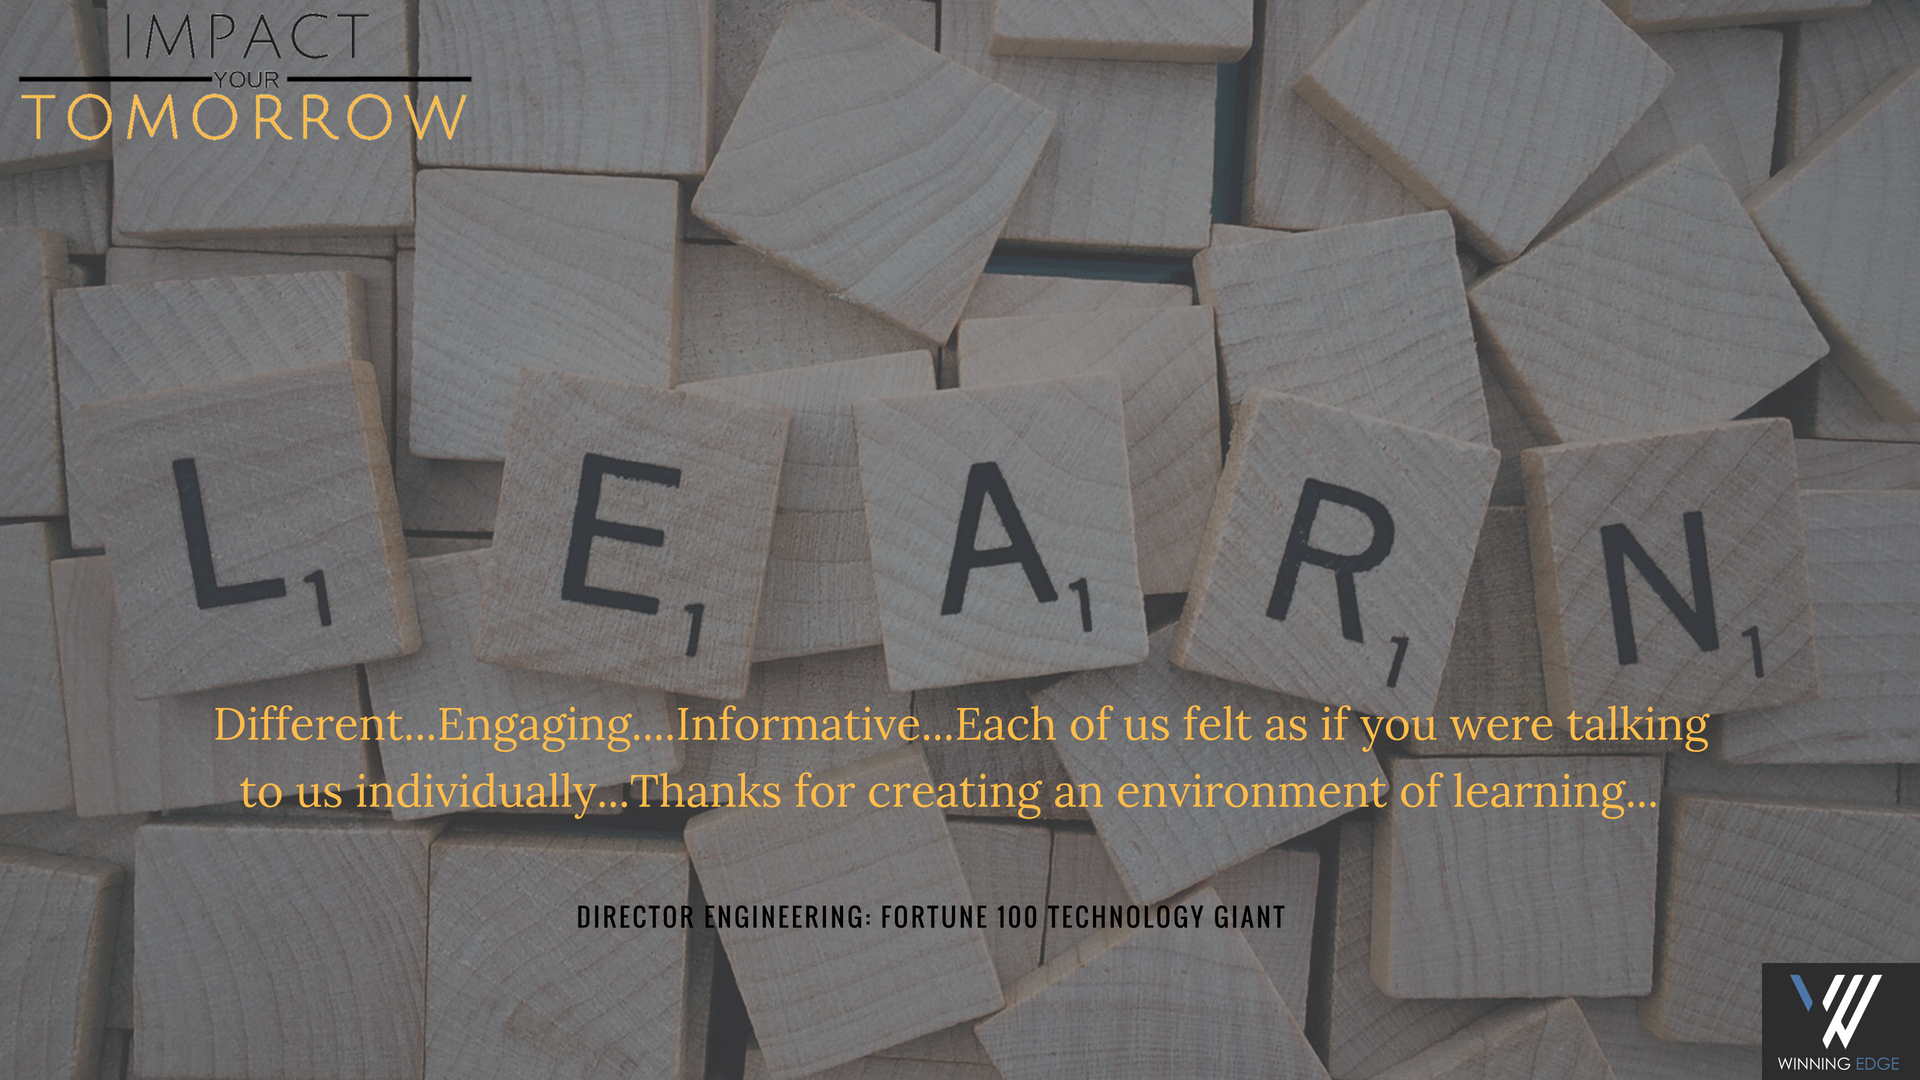 IMPACT
YOUR
TOMORROW
L1 E1 A1 R1 N1
Different...Engaging....Informative...Each of us felt as if you were talking
to us individually...Thanks for creating an environment of learning...
DIRECTOR ENGINEERING: FORTUNE 100 TECHNOLOGY GIANT
WINNING EDGE